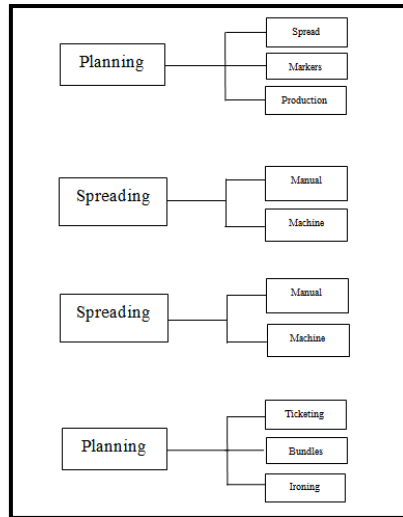 Planning
Spread
Markers
Production
Spreading
Manual
Machine
Spreading
Manual
Machine
Planning
Ticketing
Bundles
Ironing